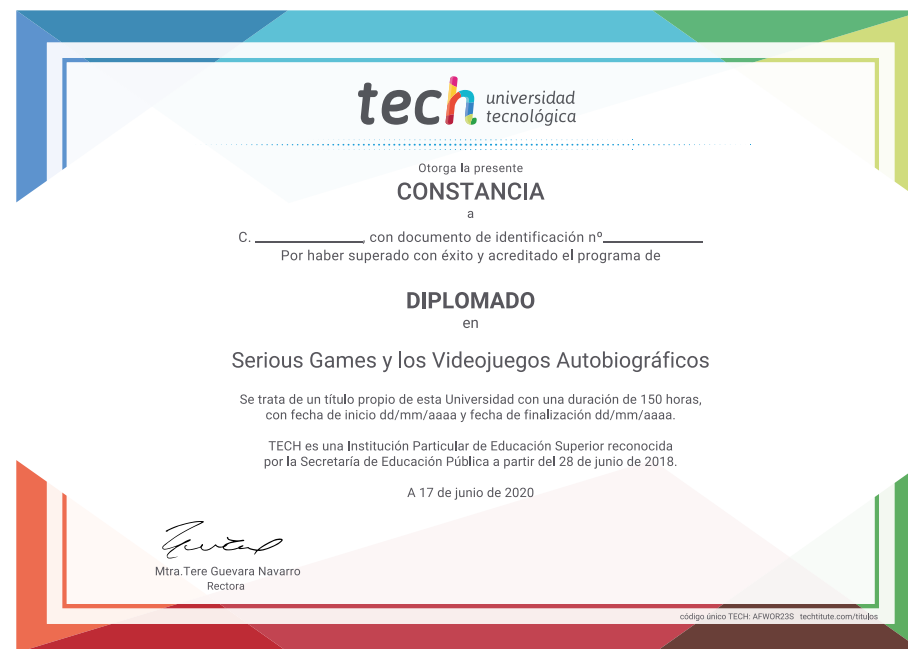 tech universidad
tecnológica
Otorga la presente
CONSTANCIA
a
C. ______________, con documento de identificación nº_____________
Por haber superado con éxito y acreditado el programa de
DIPLOMADO
en
Serious Games y los Videojuegos Autobiográficos
Se trata de un título propio de esta Universidad con una duración de 150 horas,
con fecha de inicio dd/mm/aaaa y fecha de finalización dd/mm/aaaa.
TECH es una Institución Particular de Educación Superior reconocida
por la Secretaría de Educación Pública a partir del 28 de junio de 2018.
A 17 de junio de 2020
Mtra.Tere Guevara Navarro
Rectora
código único TECH: AFWOR23S techtitute.com/titulos